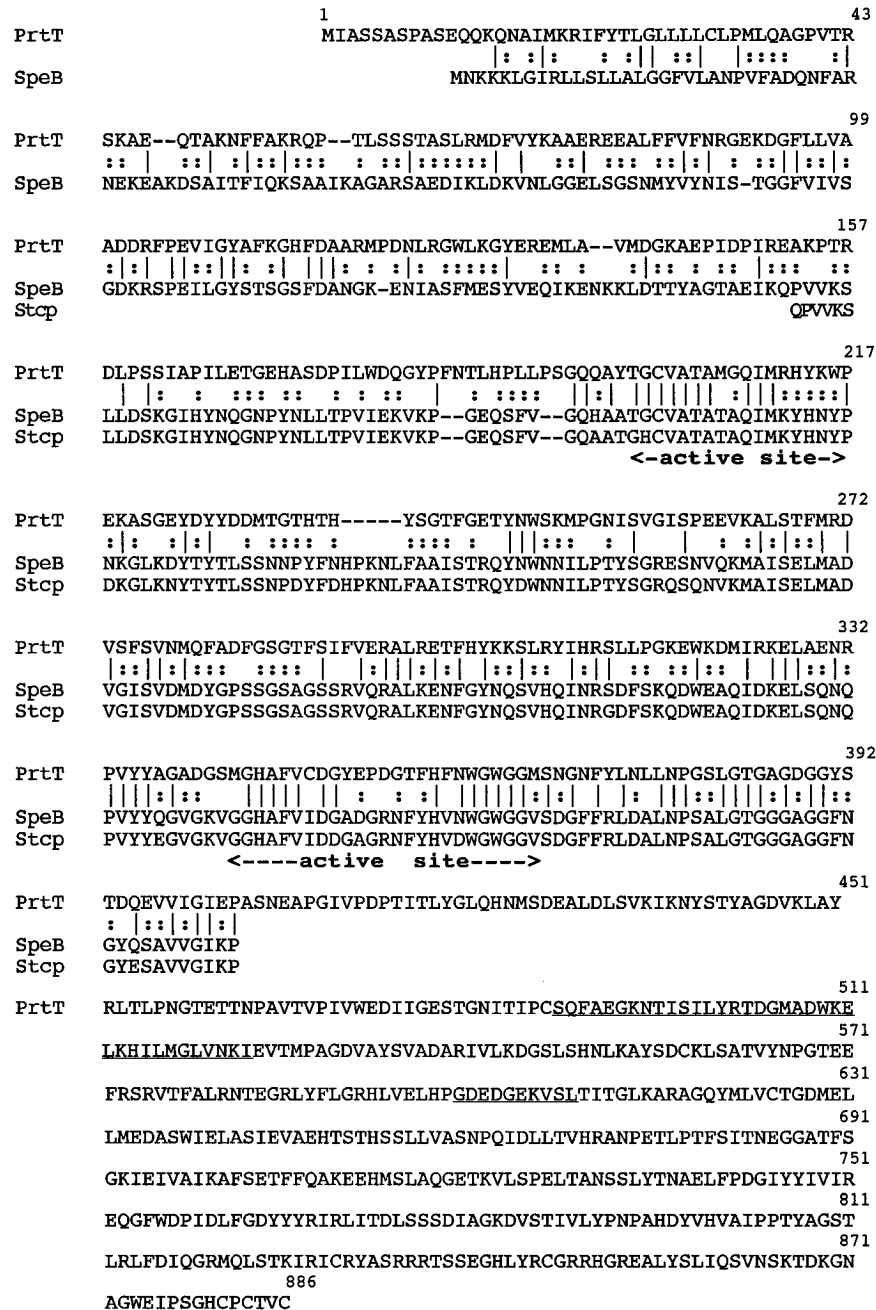 1 43
PrtT MIASSASPASEQQKQNAIMKRIFYTLGLLLLCLPMLQAGPVTR
|: :|: : :|| ::| |:::: :|
SpeB MNKKKLGIRLLSLLALGGFVLANPVFADQNFAR
99
PrtT SKAE--QTAKNFFAKRQP--TLSSSTASLRMDFVYKAAEREEALFFVFNRGEKDGFLLVA
SpeB NEKEAKDSAITFIQKSAAIKAGARSAEDIKLDKVNLGGELSGSNMYVYNIS-TGGFVIVS
157
PrtT ADDRFPEVIGYAFKGHFDAARMPDNLRGWLKGYEREMLA--VMDGKAEPIDPIREAKPTR
SpeB GDKRSPEILGYSTSGSFDANGK-ENIASFMESYVEQIKENKKLDTTYAGTAEIKQPVVKS
Stcp QPVVKS
PrtT DLPSSIAPILETGEHASDPILWDQGYPFNTLHPLLPSGQQAYTGCVATAMGQIMRHYKWP
217
SpeB LLDSKGIHYNQGNPYNLLTPVIEKVKP--GEQSFV--GQHAATGCVATATAQIMKYHNYP
Stcp LLDSKGIHYNQGNPYNLLTPVIEKVKP--GEQSFV--GQAATGHCVATATAQIMKYHNYP
<-active site->
272
PrtT EKASGEYDYYDDMTGTHTH-----YSGTFGETYNWSKMPGNISVGISPEEVKALSTFMRD
SpeB NKGLKDYTYTLSSNNPYFNHPKNLFAAISTRQYNWNNILPTYSGRESNVQKMAISELMAD
Stcp DKGLKNYTYTLSSNNPDYFDHPKNLFAAISTRQYDWNNILPTYSGRQSQNVKMAISELMAD
332
PrtT VSFSVNMQFADFGSGTFSIFVERALRETFHYKKSLRYIHRSLLPGKEWKDMIRKELAENR
SpeB VGISVDMDYGPSSGSAGSSRVQRALKENFGYNQSVHQINRSDFSKQDWEAQIDKELSQNQ
Stcp VGISVDMDYGPSSGSAGSSRVQRALKENFGYNQSVHQINRGDFSKQDWEAQIDKELSQNQ
392
PrtT PVYYAGADGSMGHAFVCDGYEPDGTFHFNWGWGGMSNGNFYLNLLNPGSLGTGAGDGGYS
SpeB PVYYQGVGKVGGHAFVIDGADGRNFYHVNWGWGGVSDGFFRLDALNPSALGTGGGAGGFN
Stcp PVYYEGVGKVGGHAFVIDDGAGRNFYHVDWGWGGVSDGFFRLDALNPSALGTGGGAGGFN
<----active site---->
PrtT TDQEVVIGIEPASNEAPGIVPDPTITLYGLQHNMSDEALDLSVKIKNYSTYAGDVKLAY 451
: |::|:||:|
SpeB GYQSAVVGIKP
Stcp GYESAVVGIKP
511
PrtT RLTLPNGTETTNPAVTVPIVWEDIIGESTGNITIPCSQFAEGKNTISILYRTDGMADWKE
571
LKHILMGLVNKIEVTMPAGDVAYSVADARIVLKDGSLSHNLKAYSDCKLSATVYNPGTEE
631
FRSRVTFALRNTEGRLYFLGRHLVELHPGDEDGEKVSLTITGLKARAGQYMLVCTGDMEL
691
LMEDASWIELASIEVAEHTSTHSSLLVASNPQIDLLTVHRANPETLPTFSITNEGGATFS
751
GKIEIVAIKAFSETFFQAKEEHMSLAQGETKVLSPELTANSSLYTNAELFPDGIYYIVIR
811
EQGFWDPIDLFGDYYYRIRLITDLSSSDIAGKDVSTIVLYPNPAHDYVHVAIPPTYAGST
871
LRLFDIQGRMQLSTKIRICRYASRRRTSSEGHLYRCGRRHGREALYSLIQSVNSKTDKGN
886
AGWEIPSGHCPCTVC